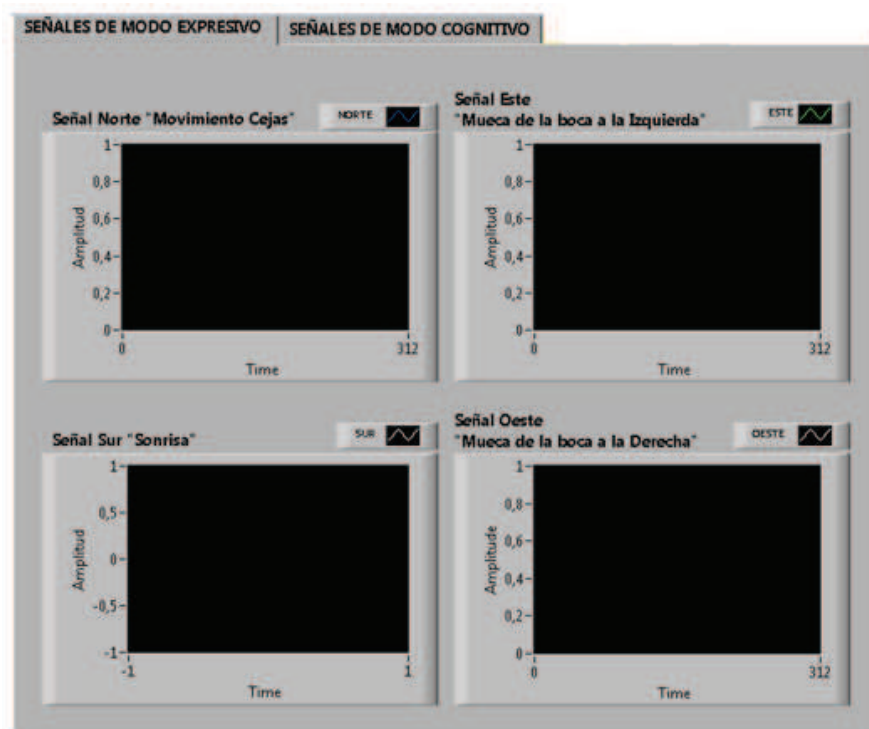 SEÑALES DE MODO EXPRESIVO
SEÑALES DE MODO COGNITIVO
Señal Norte "Movimiento Cejas"
NORTE
Amplitud
1
0,8
0,6
0,4
0,2
0
0
312
Time
Señal Este
"Mueca de la boca a la Izquierda"
ESTE
Amplitud
1
0,8
0,6
0,4
0,2
0
0
312
Time
Señal Sur "Sonrisa"
SUR
Amplitud
1
0,5
0
-0,5
-1
-1
1
Time
Señal Oeste
"Mueca de la boca a la Derecha"
OESTE
Amplitude
1
0,8
0,6
0,4
0,2
0
0
312
Time